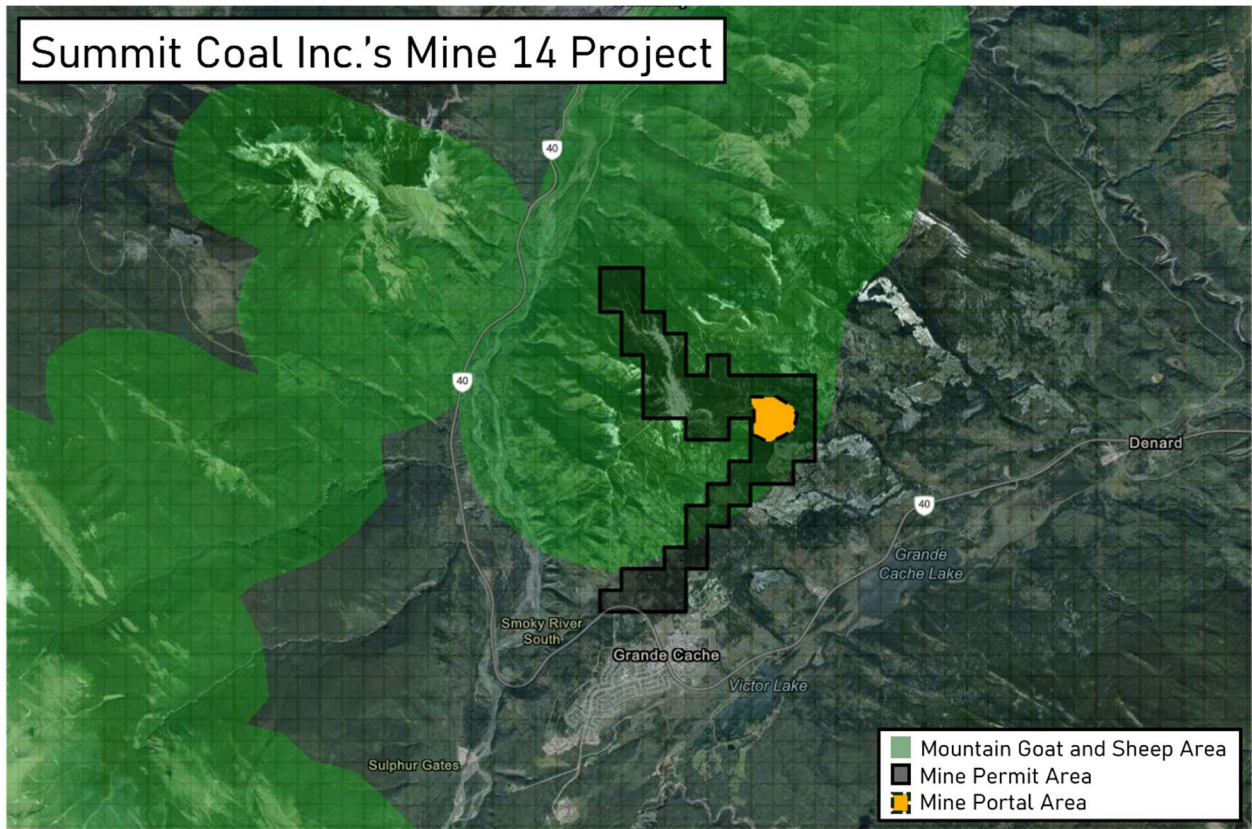 Summit Coal Inc.'s Mine 14 Project
40
40
Denard
40
Grande
Cache Lake
Smoky River
South
Grande Cache
Victor Lake
Sulphur Gates
Mountain Goat and Sheep Area
Mine Permit Area
Mine Portal Area